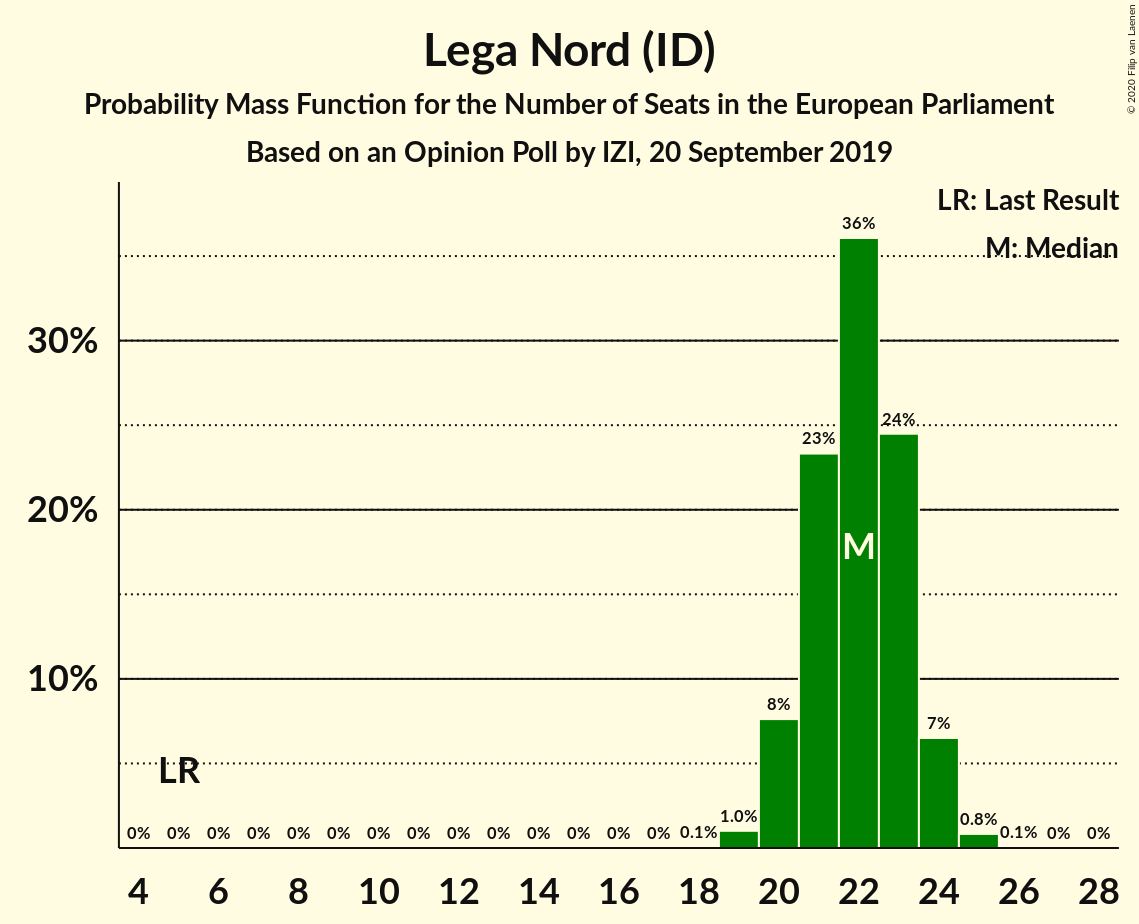 Lega Nord (ID)
Probability Mass Function for the Number of Seats in the European Parliament
Based on an Opinion Poll by IZI, 20 September 2019
© 2020 Filip van Laenen
LR: Last Result
M: Median
36%
30%
24%
23%
20%
M
10%
8%
7%
LR
0% 0% 0% 0% 0% 0% 0% 0% 0% 0% 0% 0% 0% 0% 0.1% 1.0% 0.8% 0.1% 0% 0%
4 6 8 10 12 14 16 18 20 22 24 26 28